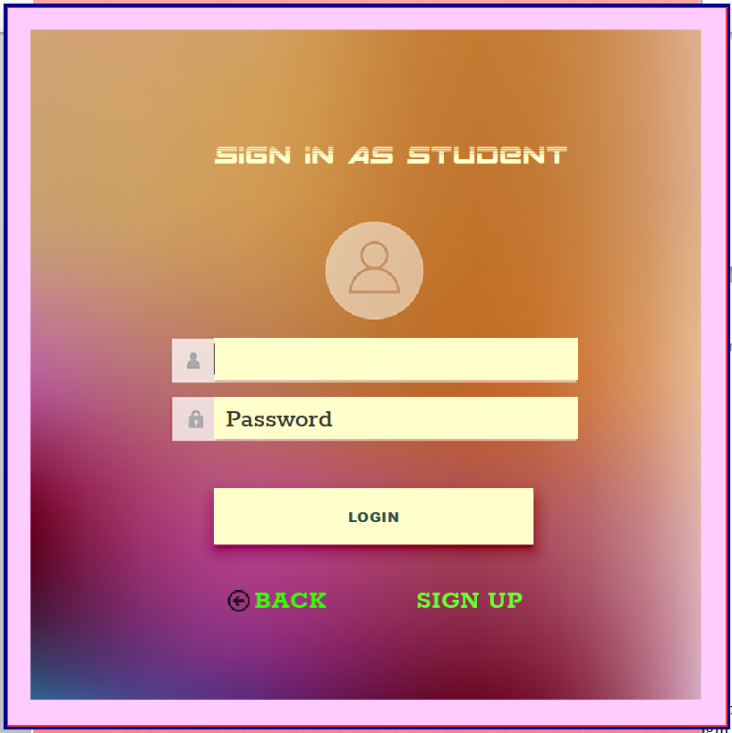 SIGN IN AS STUDENT
Password
LOGIN
BACK SIGN UP